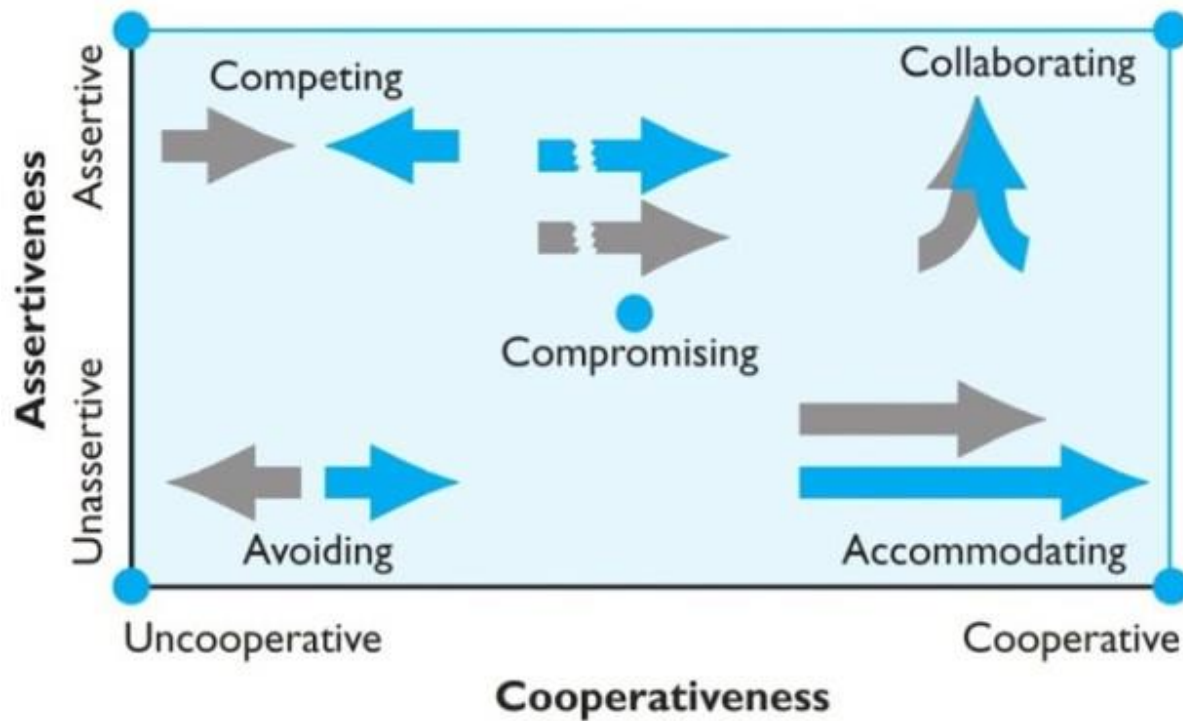 Assertiveness
Assertive
Unassertive
Competing
Collaborating
Compromising
Avoiding
Accommodating
Uncooperative
Cooperative
Cooperativeness